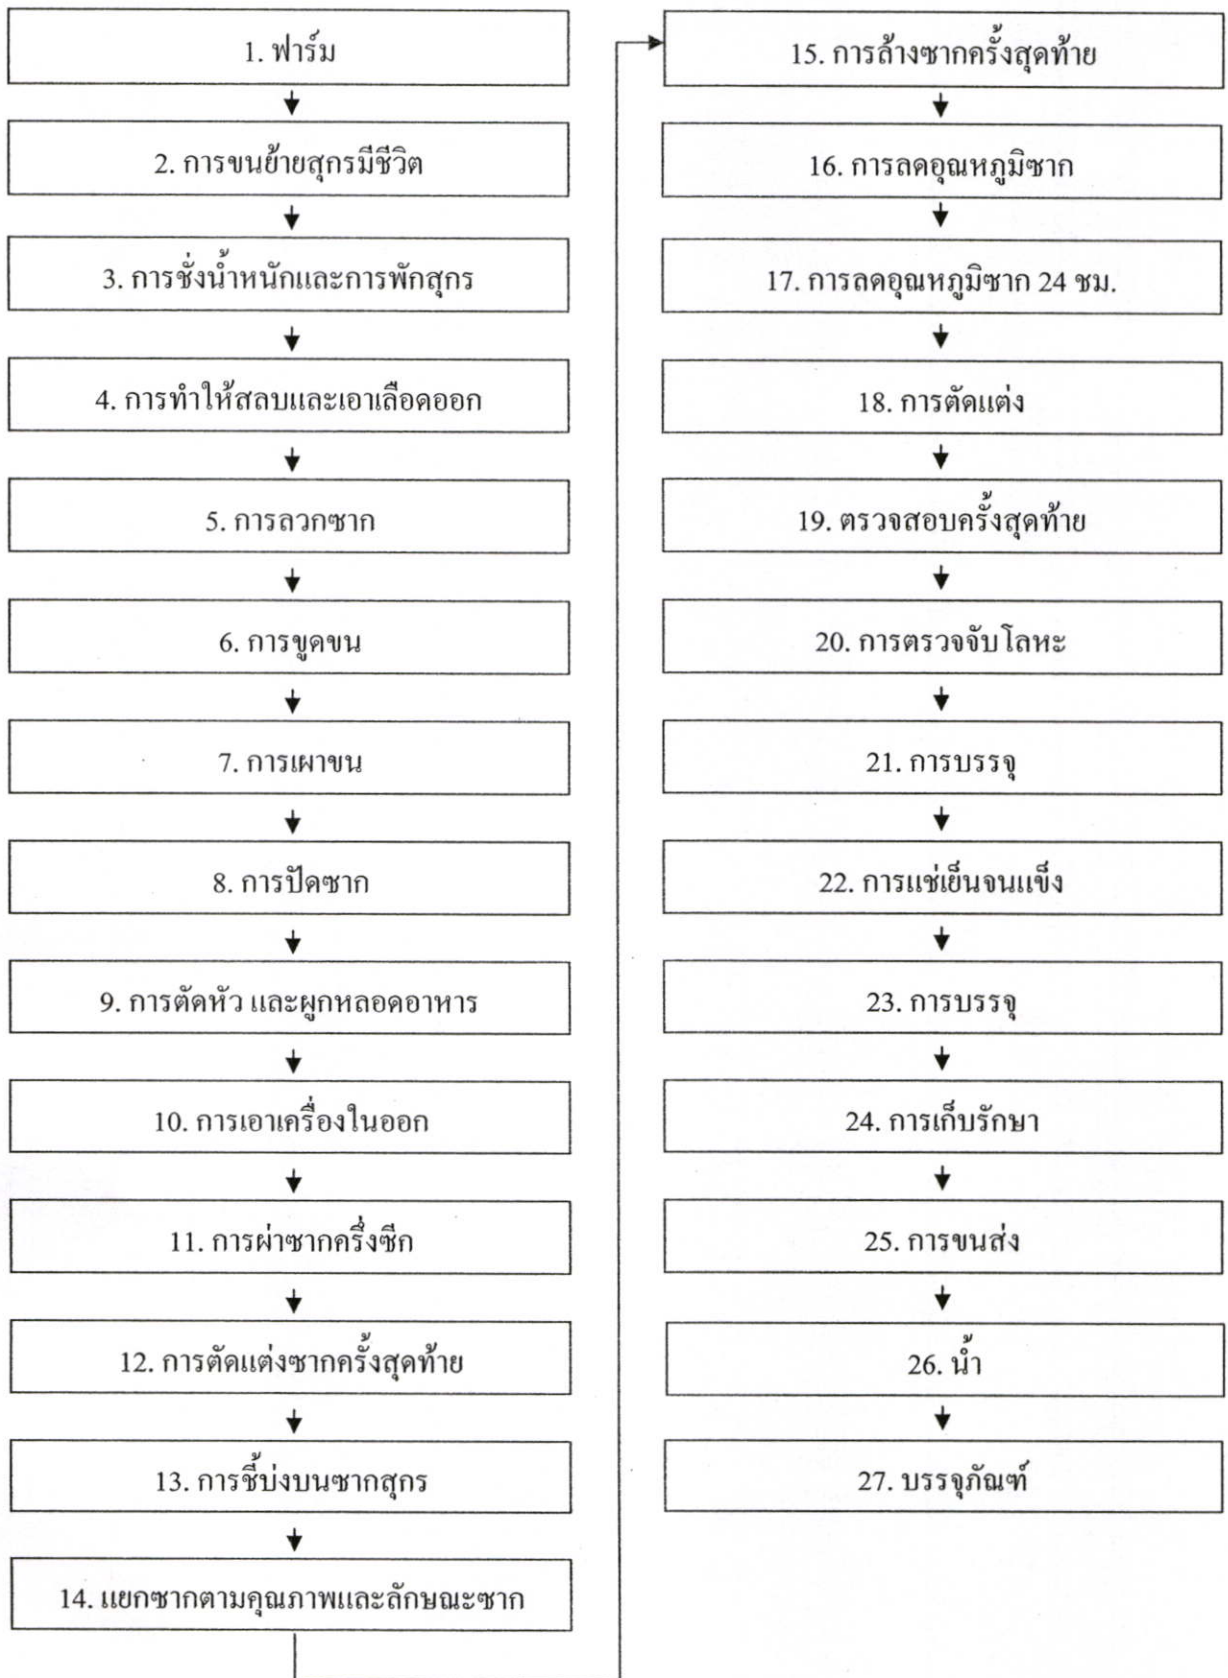 1. ฟาร์ม
2. การขนย้ายสุกรมีชีวิต
3. การชั่งน้ำหนักและการพักสุกร
4. การทำให้สลบและเอาเลือดออก
5. การลวกซาก
6. การขูดขน
7. การเผาขน
8. การปัดซาก
9. การตัดหัว และผูกหลอดอาหาร
10. การเอาเครื่องในออก
11. การผ่าซากครึ่งซีก
12. การตัดแต่งซากครั้งสุดท้าย
13. การชี้บ่งบนซากสุกร
14. แยกซากตามคุณภาพและลักษณะซาก
15. การล้างซากครั้งสุดท้าย
16. การลดอุณหภูมิซาก
17. การลดอุณหภูมิซาก 24 ชม.
18. การตัดแต่ง
19. ตรวจสอบครั้งสุดท้าย
20. การตรวจจับโลหะ
21. การบรรจุ
22. การแช่เย็นจนแข็ง
23. การบรรจุ
24. การเก็บรักษา
25. การขนส่ง
26. น้ำ
27. บรรจุภัณฑ์